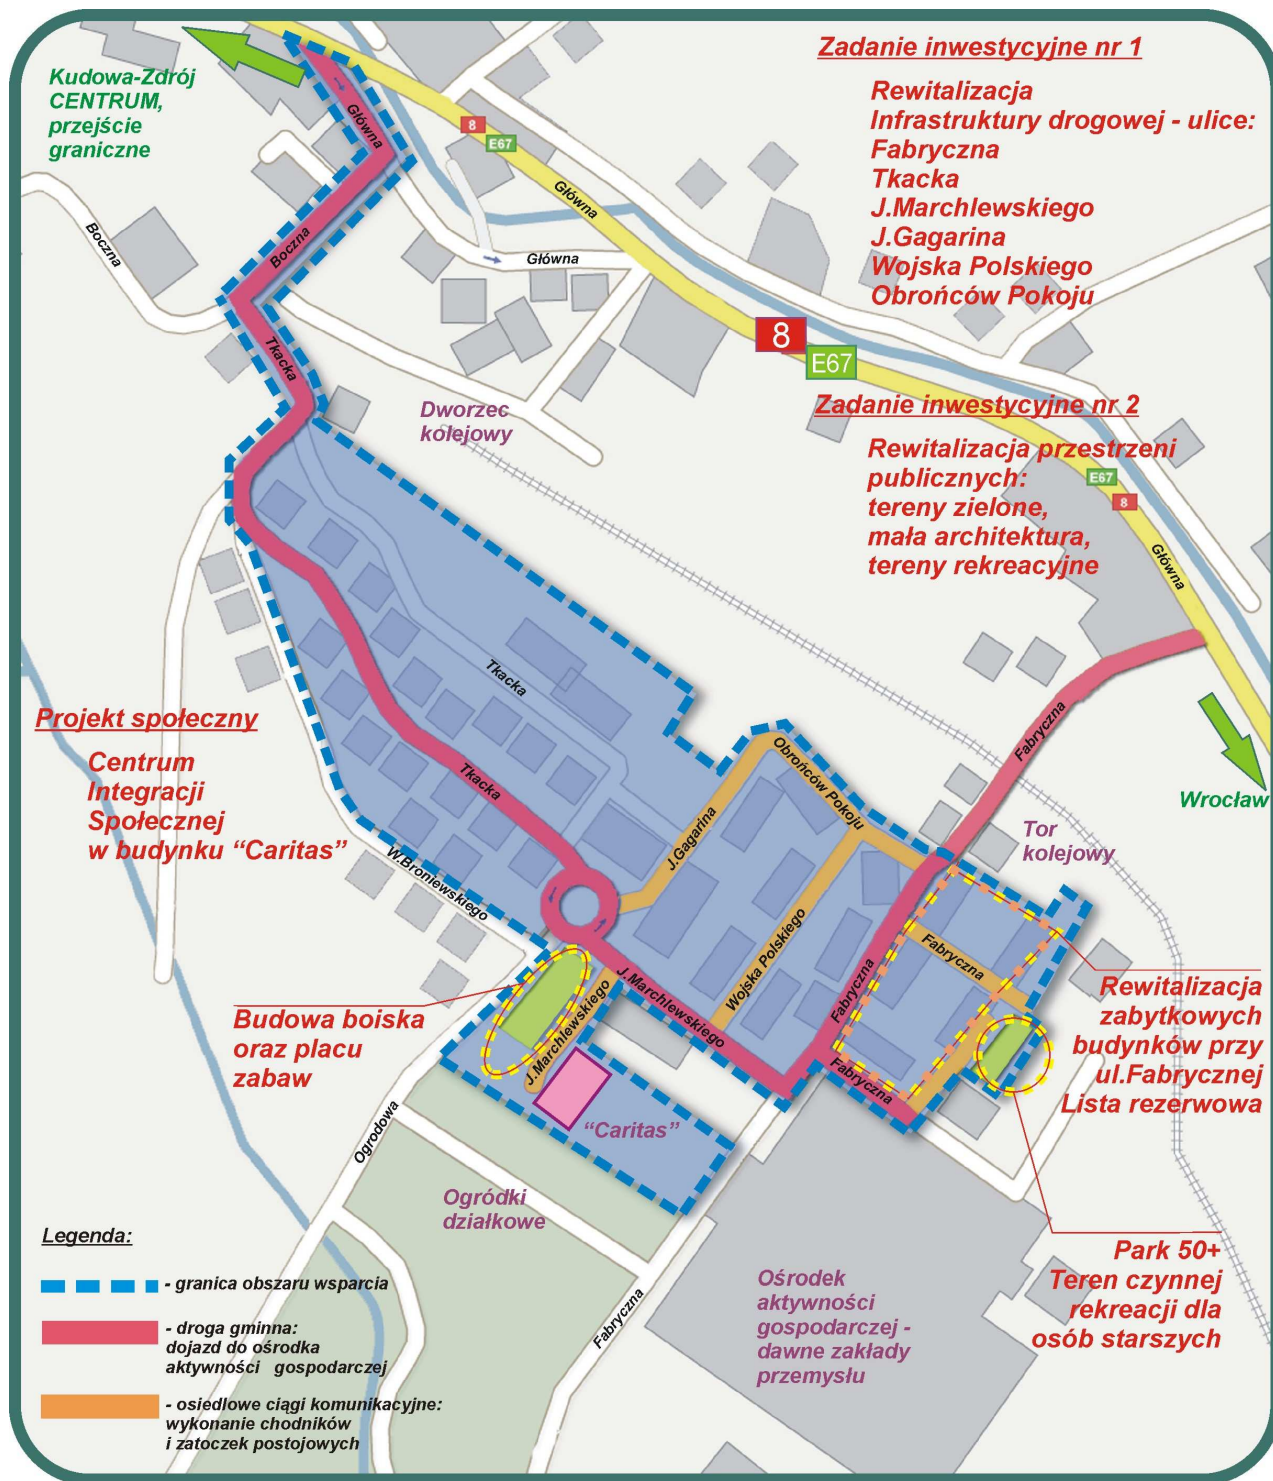 Kudowa-Zdrój
CENTRUM,
przejście
graniczne
Zadanie inwestycyjne nr 1
Rewitalizacja
Infrastruktury drogowej - ulice:
Fabryczna
Tkacka
J.Marchlewskiego
J.Gagarina
Wojska Polskiego
Obrońców Pokoju
Główna
8
E67
Główna
Boczna
Boczna
Główna
Tkacka
8
E67
Dworzec
kolejowy
Zadanie inwestycyjne nr 2
Rewitalizacja przestrzeni
publicznych:
tereny zielone,
mała architektura,
tereny rekreacyjne
E67
8
Główna
Projekt społeczny
Centrum
Integracji
Społecznej
w budynku “Caritas”
Tkacka
Tkacka
Fabryczna
Wrocław
Obrońców Pokoju
J.Gagarina
Tor
kolejowy
W.Broniewskiego
Wojska Polskiego
Fabryczna
Fabryczna
J.Marchlewskiego
J.Marchlewskiego
Fabryczna
Budowa boiska
oraz placu
zabaw
Rewitalizacja
zabytkowych
budynków przy
ul.Fabrycznej
Lista rezerwowa
“Caritas”
Ogrodowa
Ogródki
działkowe
Fabryczna
Park 50+
Teren czynnej
rekreacji dla
osób starszych
Ośrodek
aktywności
gospodarczej -
dawne zakłady
przemysłu
Legenda:
- granica obszaru wsparcia
- droga gminna:
dojazd do ośrodka
aktywności gospodarczej
- osiedlowe ciągi komunikacyjne:
wykonanie chodników
i zatoczek postojowych